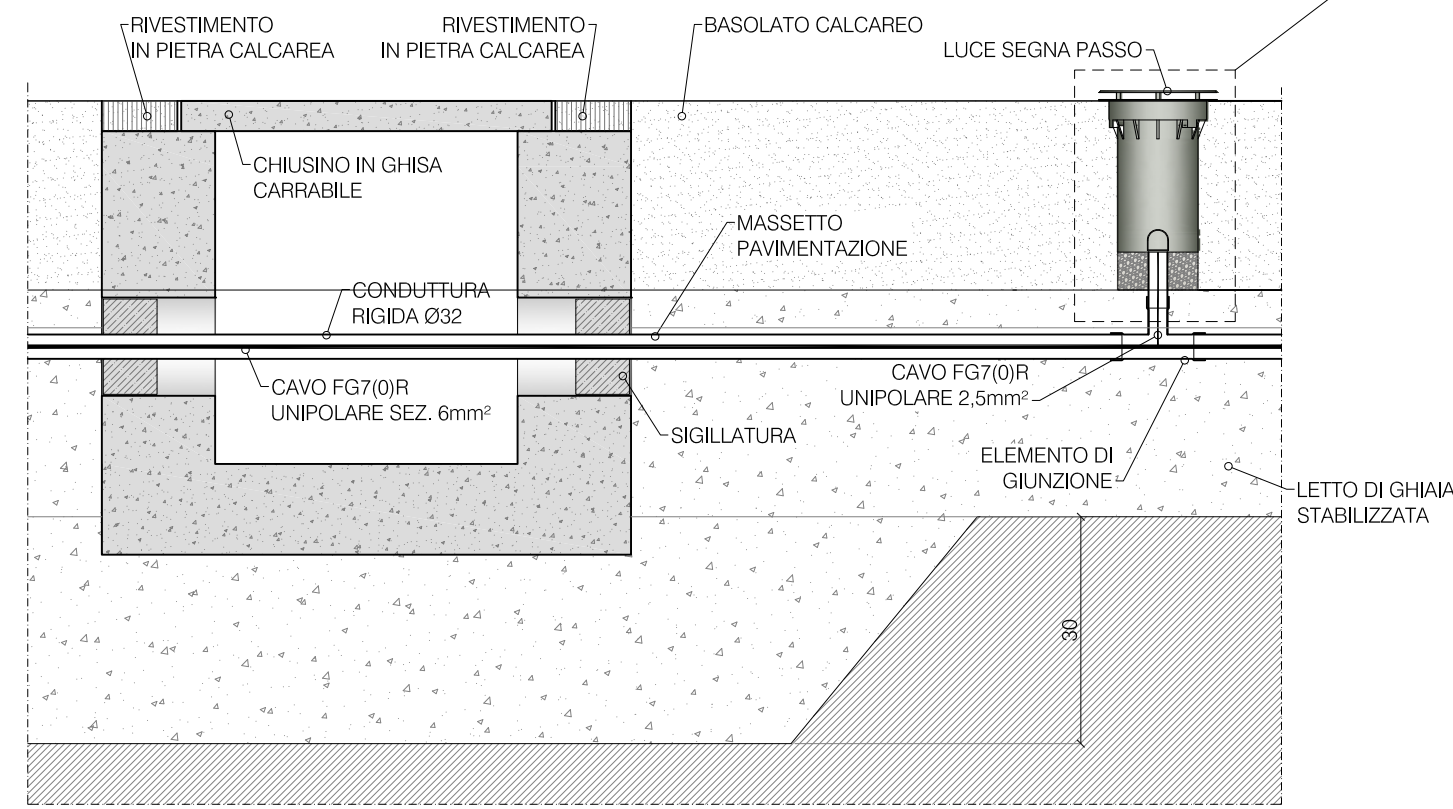 RIVESTIMENTO
IN PIETRA CALCAREA
RIVESTIMENTO
IN PIETRA CALCAREA
BASOLATO CALCAREO
LUCE SEGNA PASSO
CHIUSINO IN GHISA
CARRABILE
MASSETTO
PAVIMENTAZIONE
CONDUTTURA
RIGIDA Ø32
CAVO FG7(0)R
UNIPOLARE SEZ. 6mm²
CAVO FG7(0)R
UNIPOLARE 2,5mm²
SIGILLATURA
ELEMENTO DI
GIUNZIONE
LETTO DI GHIAIA
STABILIZZATA
30